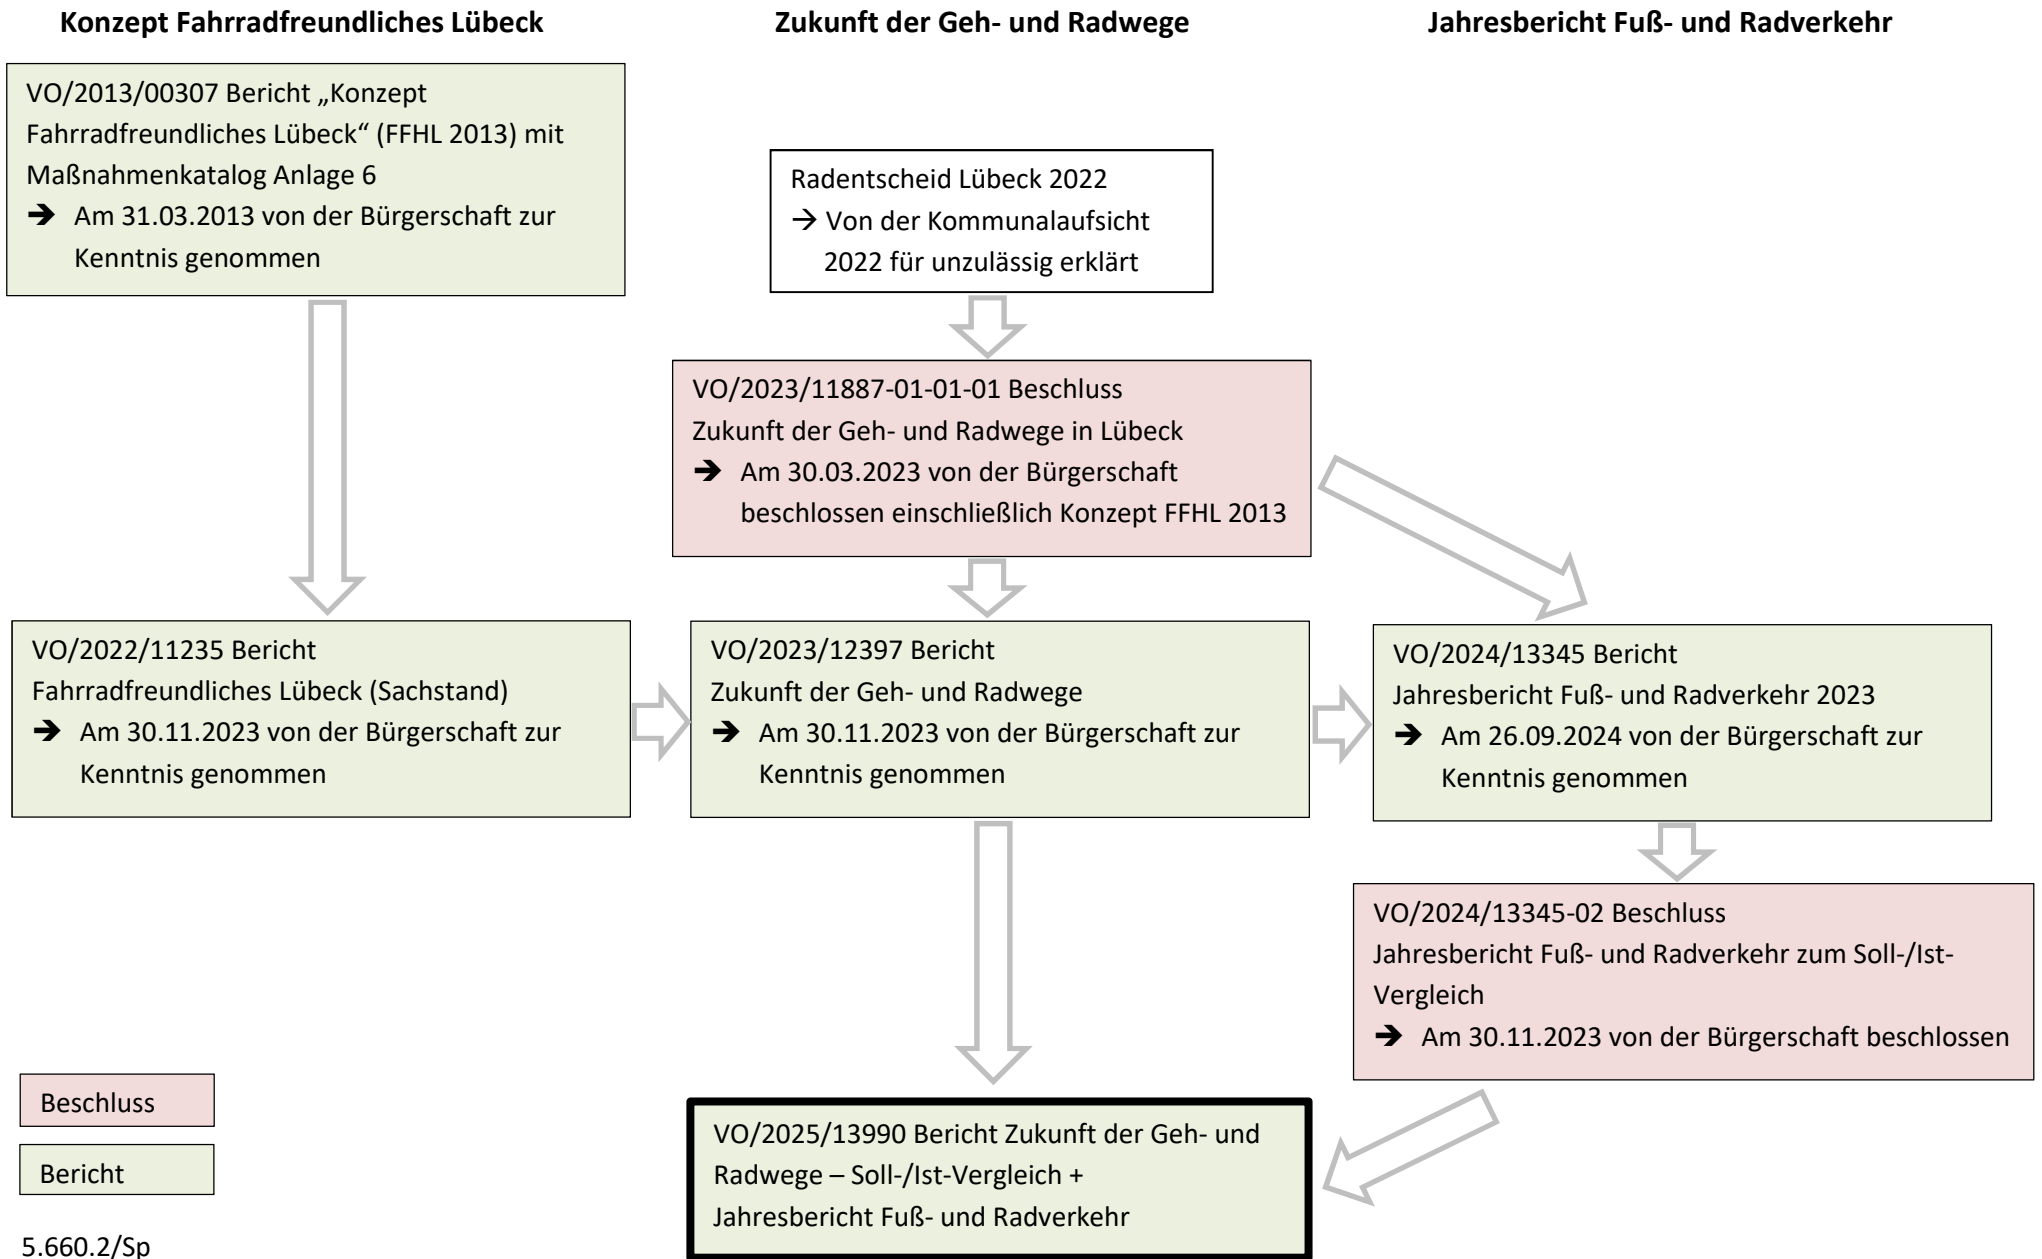 Konzept Fahrradfreundliches Lübeck
Zukunft der Geh- und Radwege
Jahresbericht Fuß- und Radverkehr
VO/2013/00307 Bericht „Konzept
Fahrradfreundliches Lübeck“ (FFHL 2013) mit
Maßnahmenkatalog Anlage 6
➔ Am 31.03.2013 von der Bürgerschaft zur
Kenntnis genommen
Radentscheid Lübeck 2022
→ Von der Kommunalaufsicht
2022 für unzulässig erklärt
VO/2023/11887-01-01-01 Beschluss
Zukunft der Geh- und Radwege in Lübeck
➔ Am 30.03.2023 von der Bürgerschaft
beschlossen einschließlich Konzept FFHL 2013
VO/2022/11235 Bericht
Fahrradfreundliches Lübeck (Sachstand)
➔ Am 30.11.2023 von der Bürgerschaft zur
Kenntnis genommen
VO/2023/12397 Bericht
Zukunft der Geh- und Radwege
➔ Am 30.11.2023 von der Bürgerschaft zur
Kenntnis genommen
VO/2024/13345 Bericht
Jahresbericht Fuß- und Radverkehr 2023
➔ Am 26.09.2024 von der Bürgerschaft zur
Kenntnis genommen
VO/2024/13345-02 Beschluss
Jahresbericht Fuß- und Radverkehr zum Soll-/Ist-
Vergleich
➔ Am 30.11.2023 von der Bürgerschaft beschlossen
VO/2025/13990 Bericht Zukunft der Geh- und
Radwege – Soll-/Ist-Vergleich +
Jahresbericht Fuß- und Radverkehr
Beschluss
Bericht
5.660.2/Sp